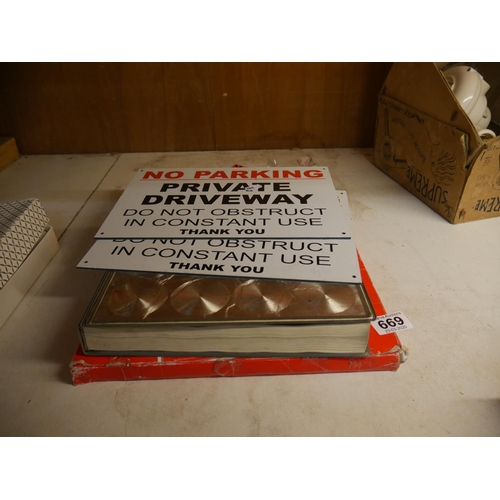 NO PARKING
PRIVATE
DRIVEWAY
DO NOT OBSTRUCT
IN CONSTANT USE
THANK YOU
DO NOT OBSTRUCT
IN CONSTANT USE
THANK YOU
669
SUPREME
SUPREME